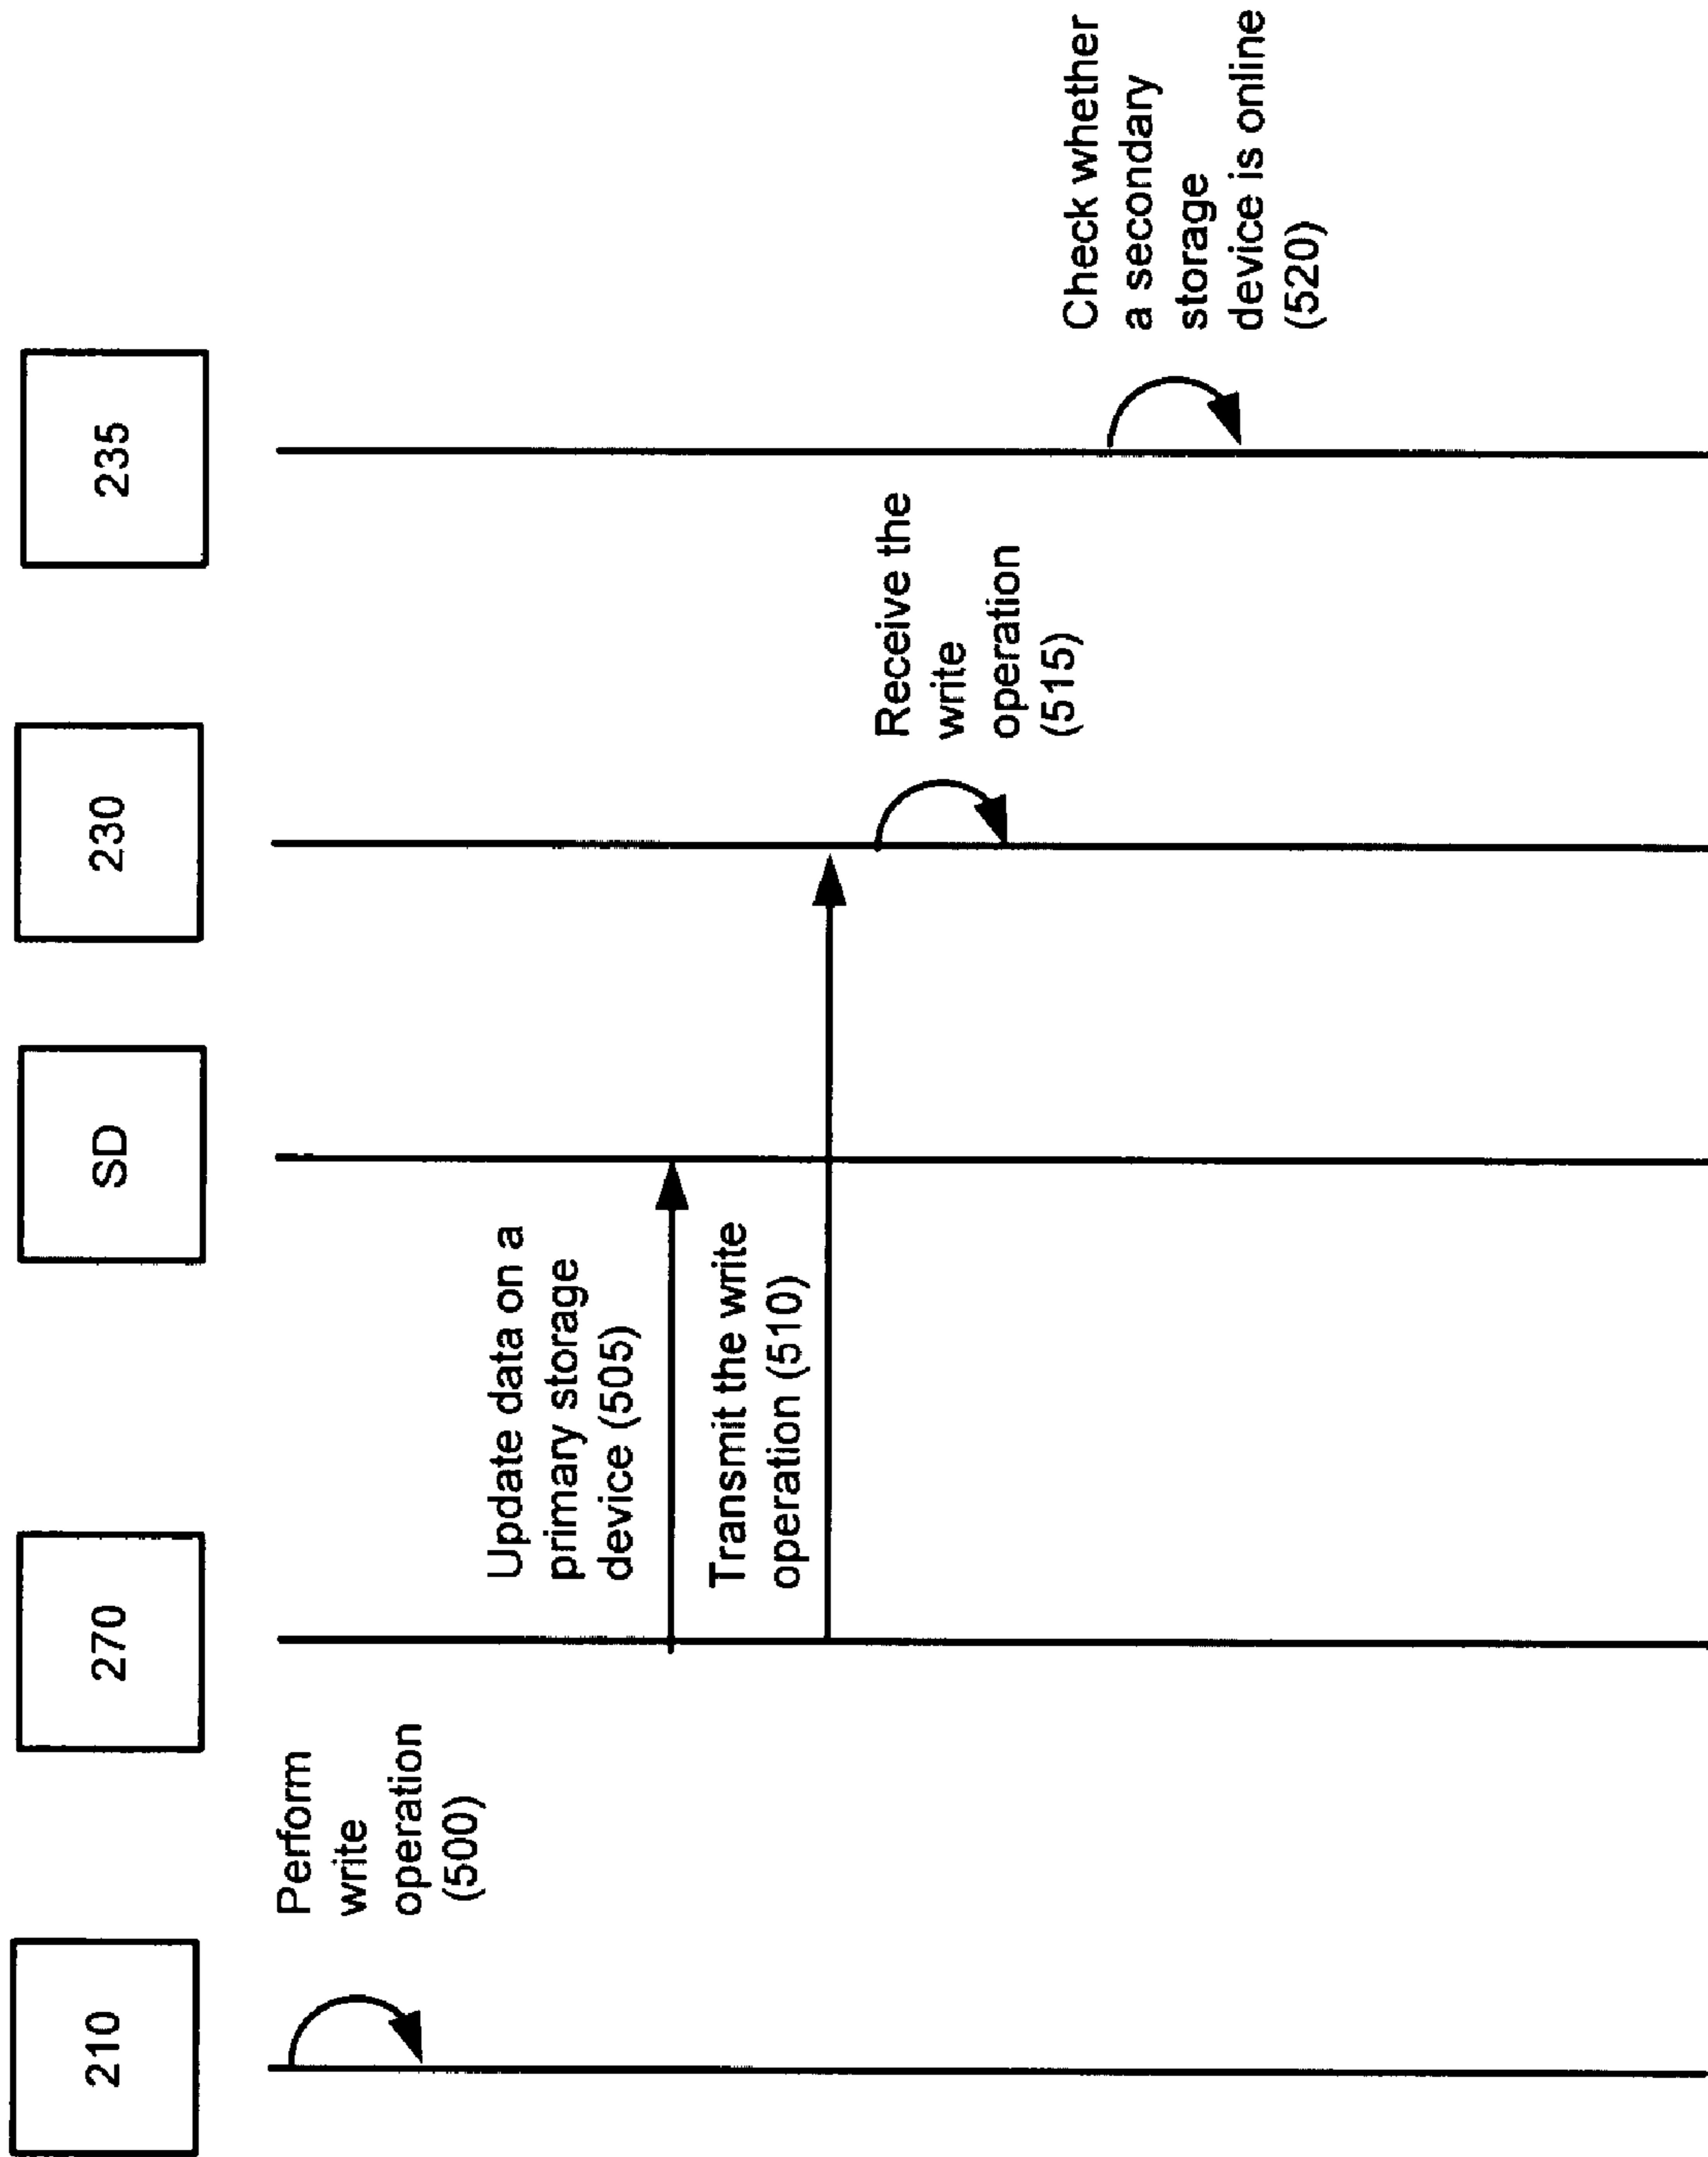 210
270
SD
230
235
Perform
write
operation
(500)
Update data on a
primary storage
device (505)
Transmit the write
operation (510)
Receive the
write
operation
(515)
Check whether
a secondary
storage
device is online
(520)